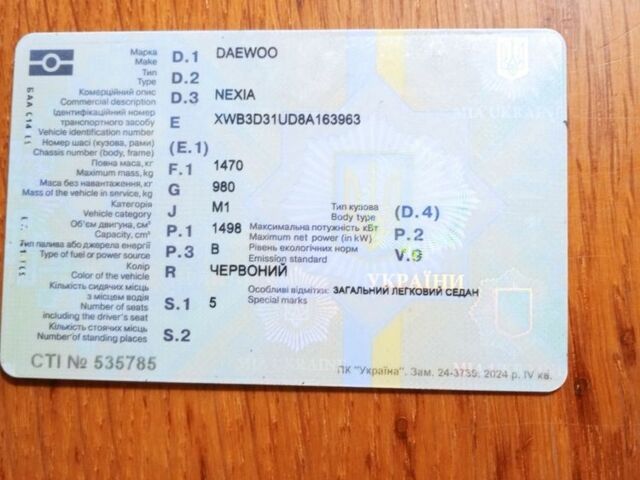 Марка
Make D.1 DAEWOO
Тип
Type D.2
Комерційний опис
Commercial description D.3 NEXIA
Ідентифікаційний номер
транспортного засобу
Vehicle identification number E XWB3D31UD8A163963
Номер шасі (кузова, рами)
Chassis number (body, frame) (E.1)
Повна маса, кг
Maximum mass, kg F.1 1470
Маса без навантаження, кг
Mass of the vehicle in service, kg G 980
Категорія
Vehicle category J M1
Тип кузова
Body type (D.4)
Об'єм двигуна, см³
Capacity, cm³ P.1 1498
Максимальна потужність кВт
Maximum net power (in kW) P.2
Тип палива або джерела енергії
Type of fuel or power source P.3 B
Рівень екологічних норм
Emission standard V.9
Колір
Color of the vehicle R ЧЕРВОНИЙ
УКРАЇНИ
Кількість сидячих місць
з місцем водія
Number of seats
including the driver's seat S.1 5
Особливі відмітки: ЗАГАЛЬНИЙ ЛЕГКОВИЙ СЕДАН
Special marks
Кількість стоячих місць
Number of standing places S.2
СТІ № 535785
ПК "Україна". Зам. 24-3739. 2024 р. IV кв.